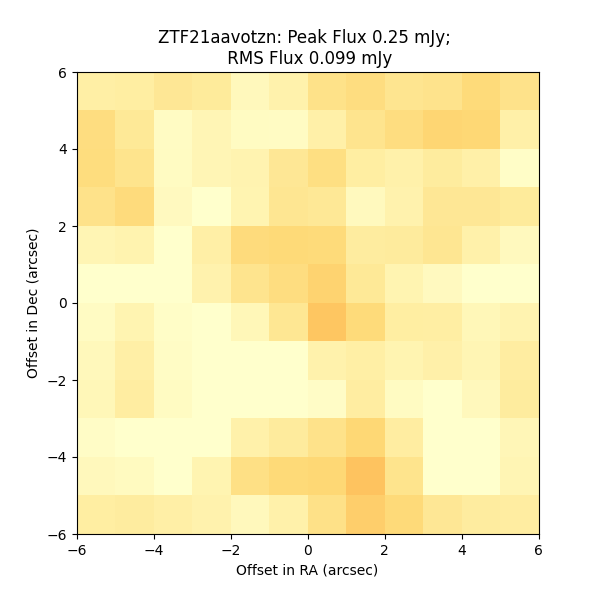 ZTF21aavotzn: Peak Flux 0.25 mJy;
RMS Flux 0.099 mJy
6
4
2
0
−2
−4
−6
Offset in Dec (arcsec)
−6 −4 −2 0 2 4 6
Offset in RA (arcsec)